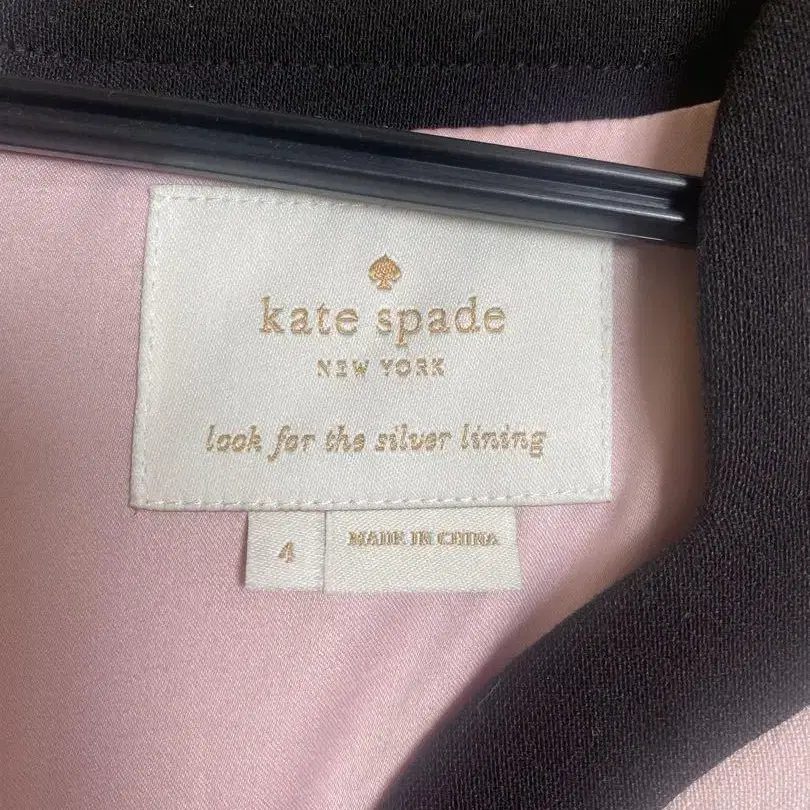 kate spade
NEW YORK
look for the silver lining
4
MADE IN CHINA